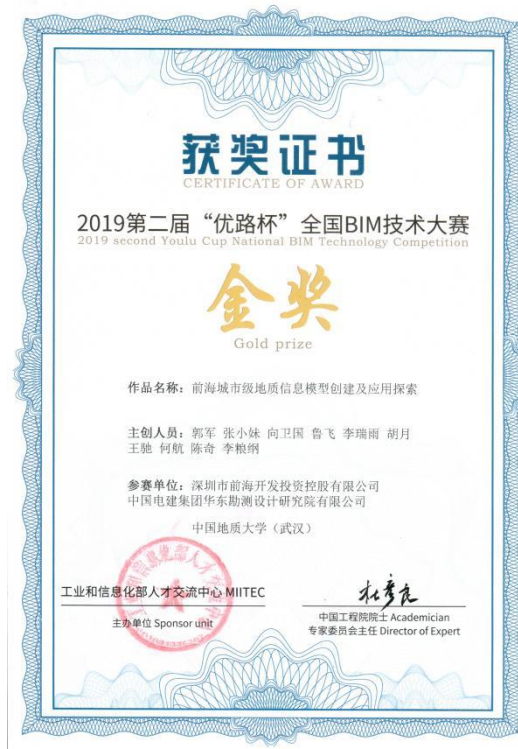 获奖证书
CERTIFICATE OF AWARD
2019第二届“优路杯”全国BIM技术大赛
2019 second Youlu Cup National BIM Technology Competition
金奖
Gold prize
作品名称：前海城市级地质信息模型创建及应用探索
主创人员：郭军 张小妹 向卫国 鲁飞 李瑞雨 胡月
王驰 何航 陈奇 李粮纲
参赛单位：深圳市前海开发投资控股有限公司
中国电建集团华东勘测设计研究院有限公司
中国地质大学（武汉）
工业和信息化部人才交流中心 MIITEC
主办单位 Sponsor unit
中国工程院院士 Academician
专家委员会主任 Director of Expert